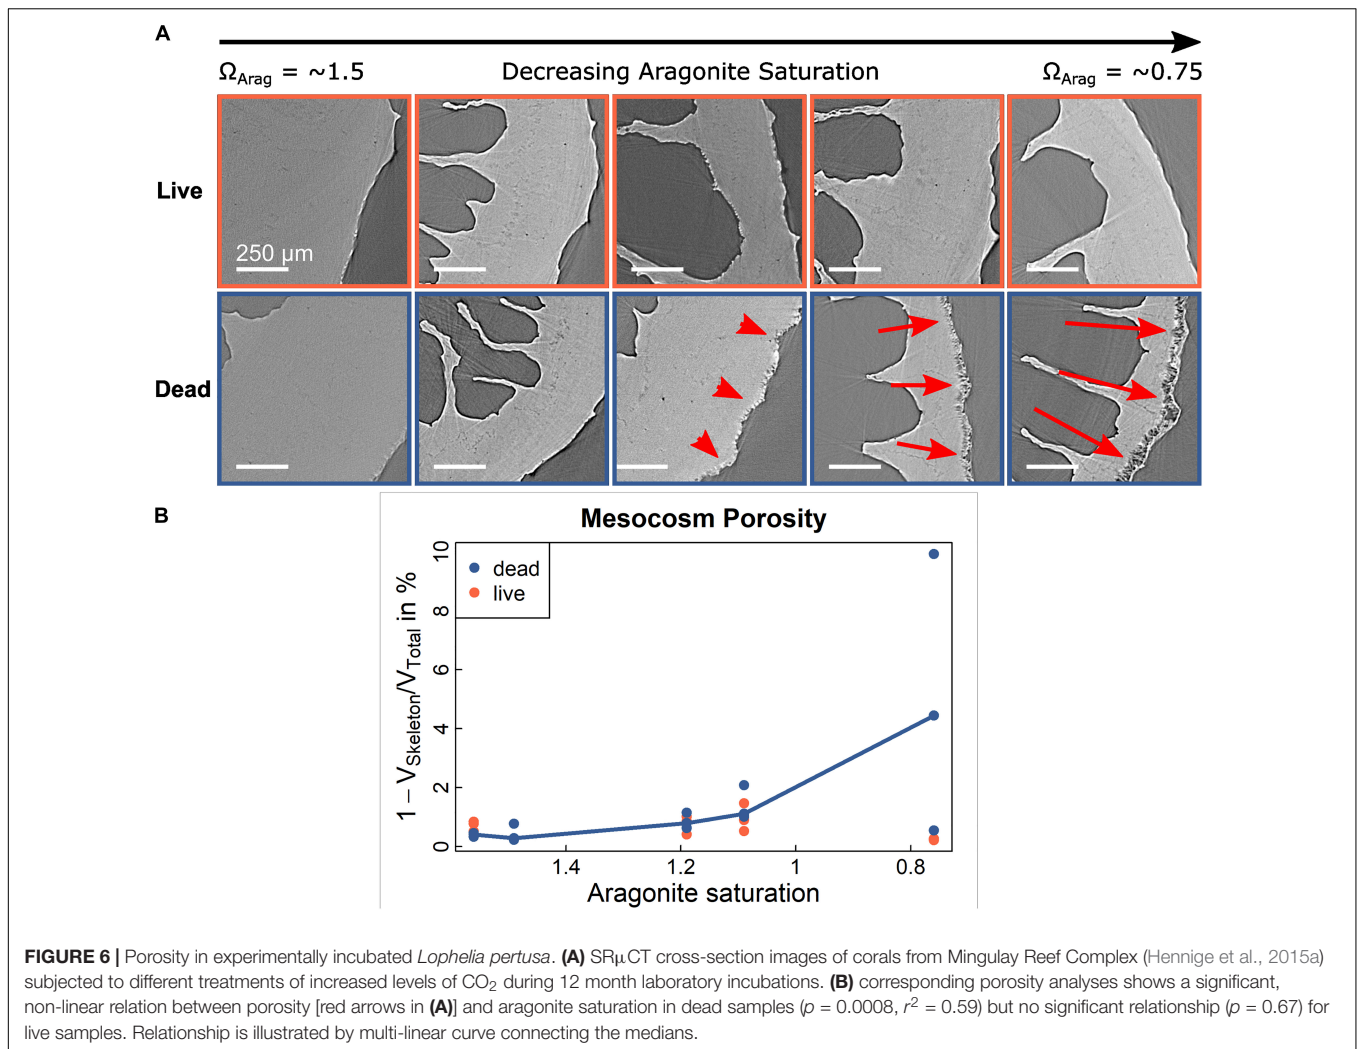 A
Ω_Arag = ~1.5 Decreasing Aragonite Saturation Ω_Arag = ~0.75
Live
250 µm
Dead
B
Mesocosm Porosity
dead
live
1 – V_Skeleton/V_Total in %
10
8
6
4
2
0
1.4 1.2 1 0.8
Aragonite saturation
FIGURE 6 | Porosity in experimentally incubated Lophelia pertusa. (A) SRµCT cross-section images of corals from Mingulay Reef Complex (Hennige et al., 2015a)
subjected to different treatments of increased levels of CO₂ during 12 month laboratory incubations. (B) corresponding porosity analyses shows a significant,
non-linear relation between porosity [red arrows in (A)] and aragonite saturation in dead samples (p = 0.0008, r² = 0.59) but no significant relationship (p = 0.67) for
live samples. Relationship is illustrated by multi-linear curve connecting the medians.